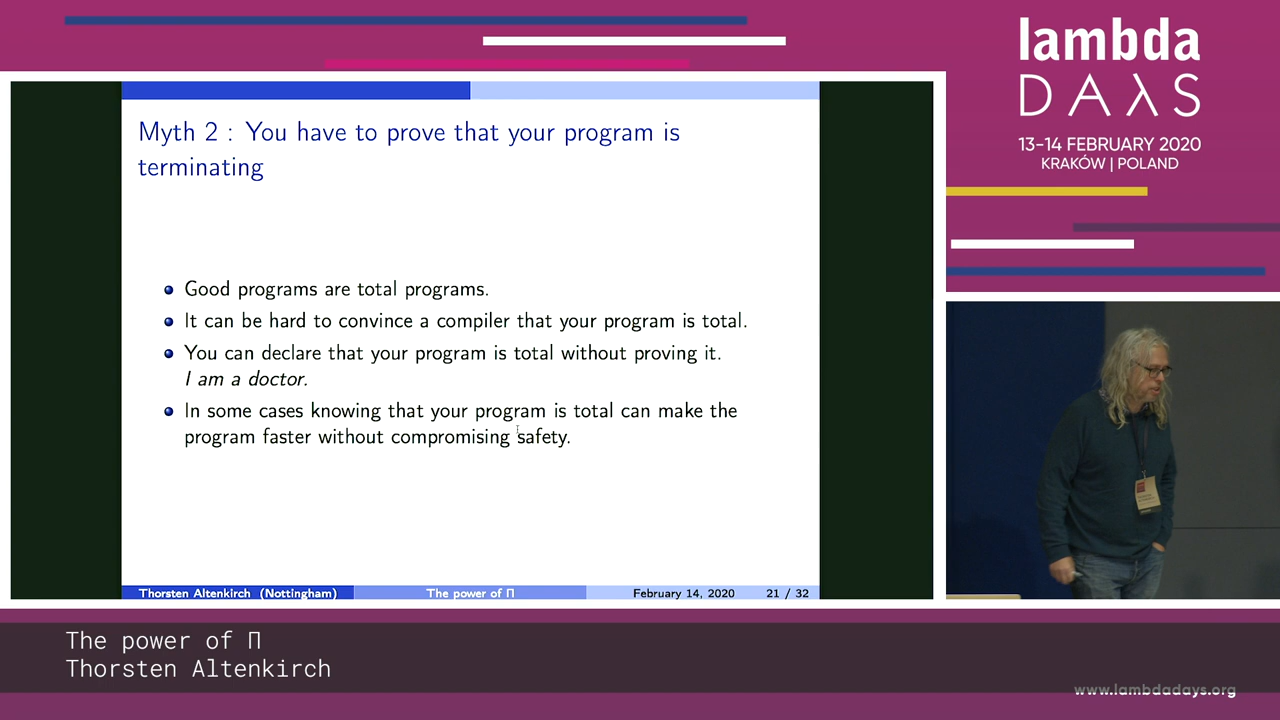 lambda
DAλS
13-14 FEBRUARY 2020
KRAKÓW | POLAND
Myth 2 : You have to prove that your program is
terminating
Good programs are total programs.
It can be hard to convince a compiler that your program is total.
You can declare that your program is total without proving it.
I am a doctor.
In some cases knowing that your program is total can make the
program faster without compromising safety.
Thorsten Altenkirch (Nottingham)
The power of Π
February 14, 2020
21 / 32
The power of Π
Thorsten Altenkirch
www.lambdadays.org